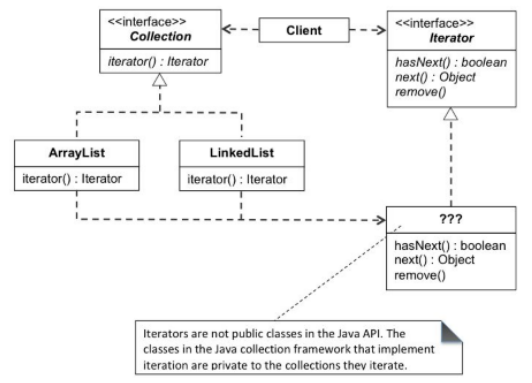 <<interface>>
Collection
iterator() : Iterator
Client
<<interface>>
Iterator
hasNext() : boolean
next() : Object
remove()
ArrayList
iterator() : Iterator
LinkedList
iterator() : Iterator
???
hasNext() : boolean
next() : Object
remove()
Iterators are not public classes in the Java API. The
classes in the Java collection framework that implement
iteration are private to the collections they iterate.